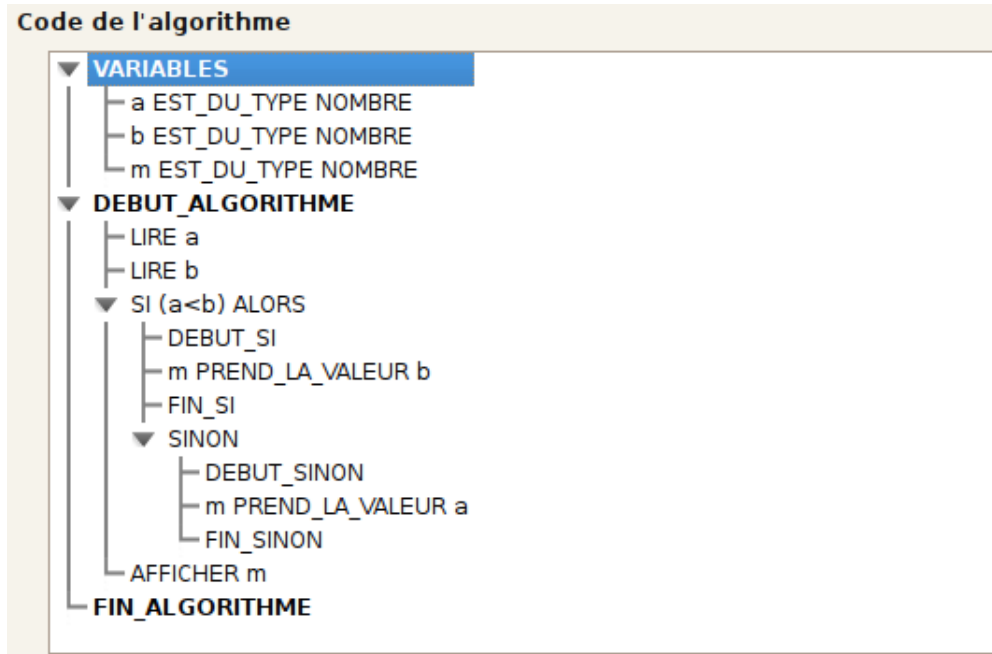 Code de l'algorithme
VARIABLES
a EST_DU_TYPE NOMBRE
b EST_DU_TYPE NOMBRE
m EST_DU_TYPE NOMBRE
DEBUT_ALGORITHME
LIRE a
LIRE b
SI (a<b) ALORS
DEBUT_SI
m PREND_LA_VALEUR b
FIN_SI
SINON
DEBUT_SINON
m PREND_LA_VALEUR a
FIN_SINON
AFFICHER m
FIN_ALGORITHME